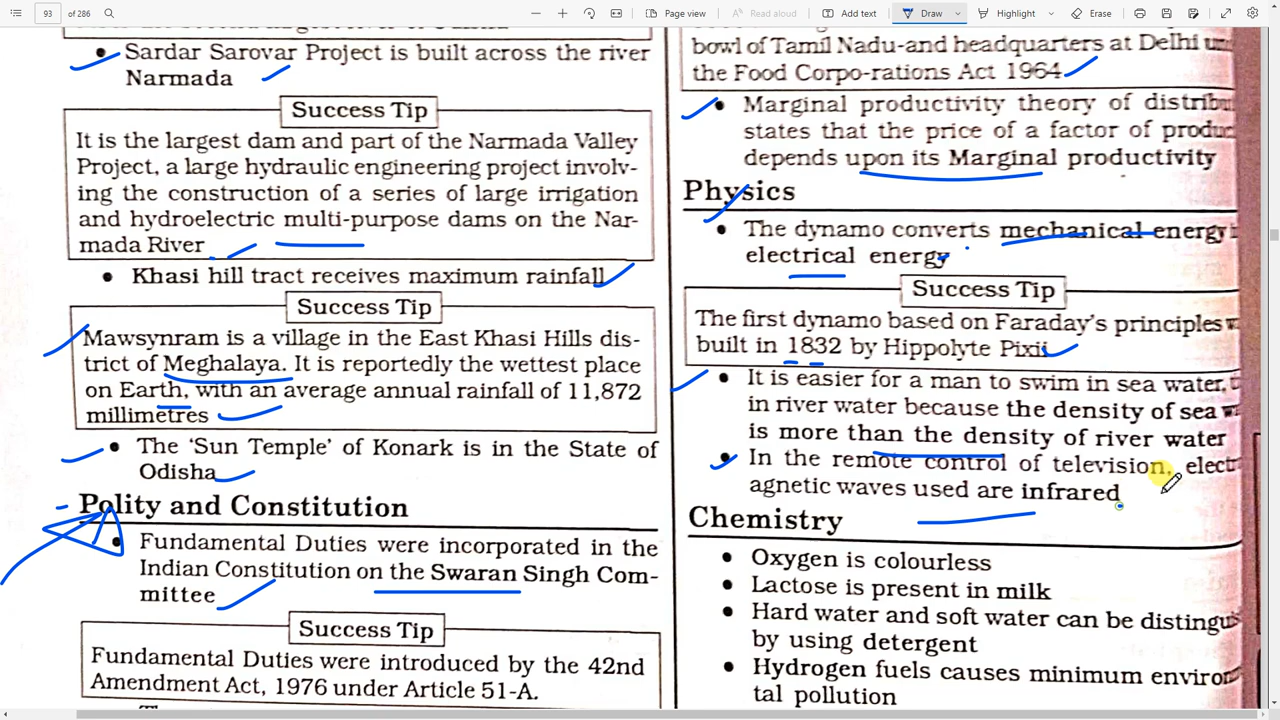 93 of 286
Page view
Read aloud
Add text
Draw
Highlight
Erase
Sardar Sarovar Project is built across the river
Narmada
Success Tip
It is the largest dam and part of the Narmada Valley
Project, a large hydraulic engineering project involv-
ing the construction of a series of large irrigation
and hydroelectric multi-purpose dams on the Nar-
mada River
Khasi hill tract receives maximum rainfall
Success Tip
Mawsynram is a village in the East Khasi Hills dis-
trict of Meghalaya. It is reportedly the wettest place
on Earth, with an average annual rainfall of 11,872
millimetres
The 'Sun Temple' of Konark is in the State of
Odisha
Polity and Constitution
Fundamental Duties were incorporated in the
Indian Constitution on the Swaran Singh Com-
mittee
Success Tip
Fundamental Duties were introduced by the 42nd
Amendment Act, 1976 under Article 51-A.
bowl of Tamil Nadu-and headquarters at Delhi
the Food Corpo-rations Act 1964
Marginal productivity theory of distribu
states that the price of a factor of produc
depends upon its Marginal productivity
Physics
The dynamo converts mechanical energy
electrical energy
Success Tip
The first dynamo based on Faraday's principles
built in 1832 by Hippolyte Pixii
It is easier for a man to swim in sea water,
in river water because the density of sea
is more than the density of river water
In the remote control of television, elect
agnetic waves used are infrared
Chemistry
Oxygen is colourless
Lactose is present in milk
Hard water and soft water can be distingu
by using detergent
Hydrogen fuels causes minimum environ
tal pollution